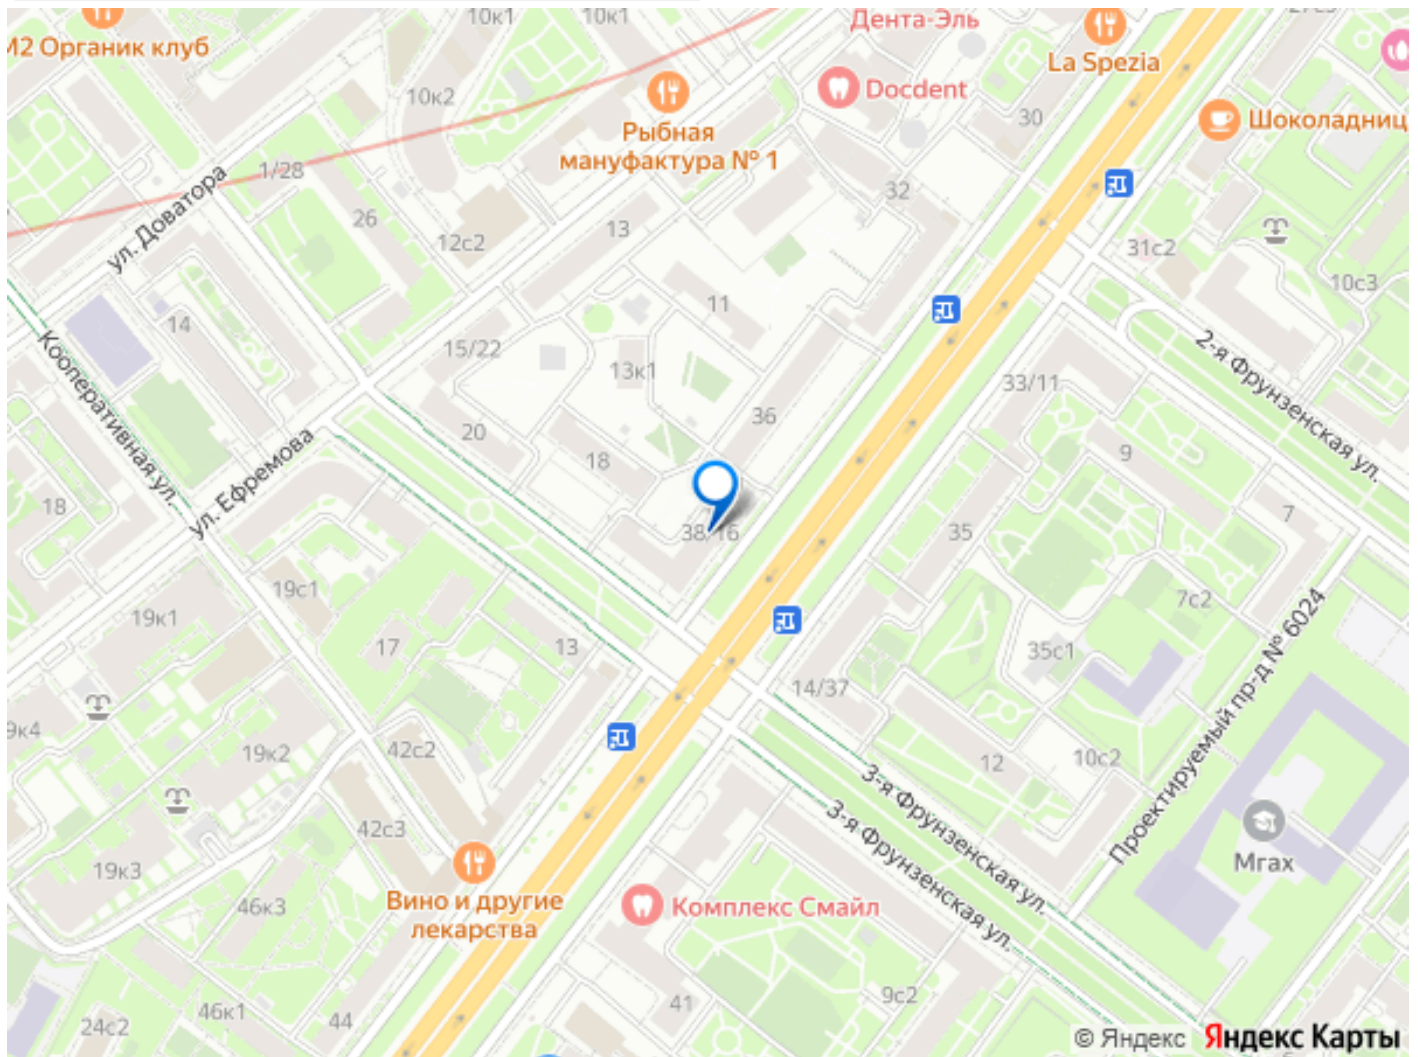 10к1
10к1
Дента-Эль
М2 Органик клуб
La Spezia
10к2
Docdent
30
Шоколадниц
Рыбная
мануфактура № 1
1/28
ул. Доватора
32
26
13
12с2
31с2
10с3
11
14
15/22
13к1
33/11
2-я Фрунзенская ул.
Кооперативная ул.
36
20
18
9
ул. Ефремова
18
38/16
35
7
19с1
19к1
7с2
Проектируемый пр-д № 6024
17
13
35с1
14/37
9к4
19к2
42с2
12
10с2
3-я Фрунзенская ул.
3-я Фрунзенская ул.
42с3
Мгах
19к3
46к3
Вино и другие
лекарства
Комплекс Смайл
9с2
41
46к1
44
24с2
© Яндекс Яндекс Карты